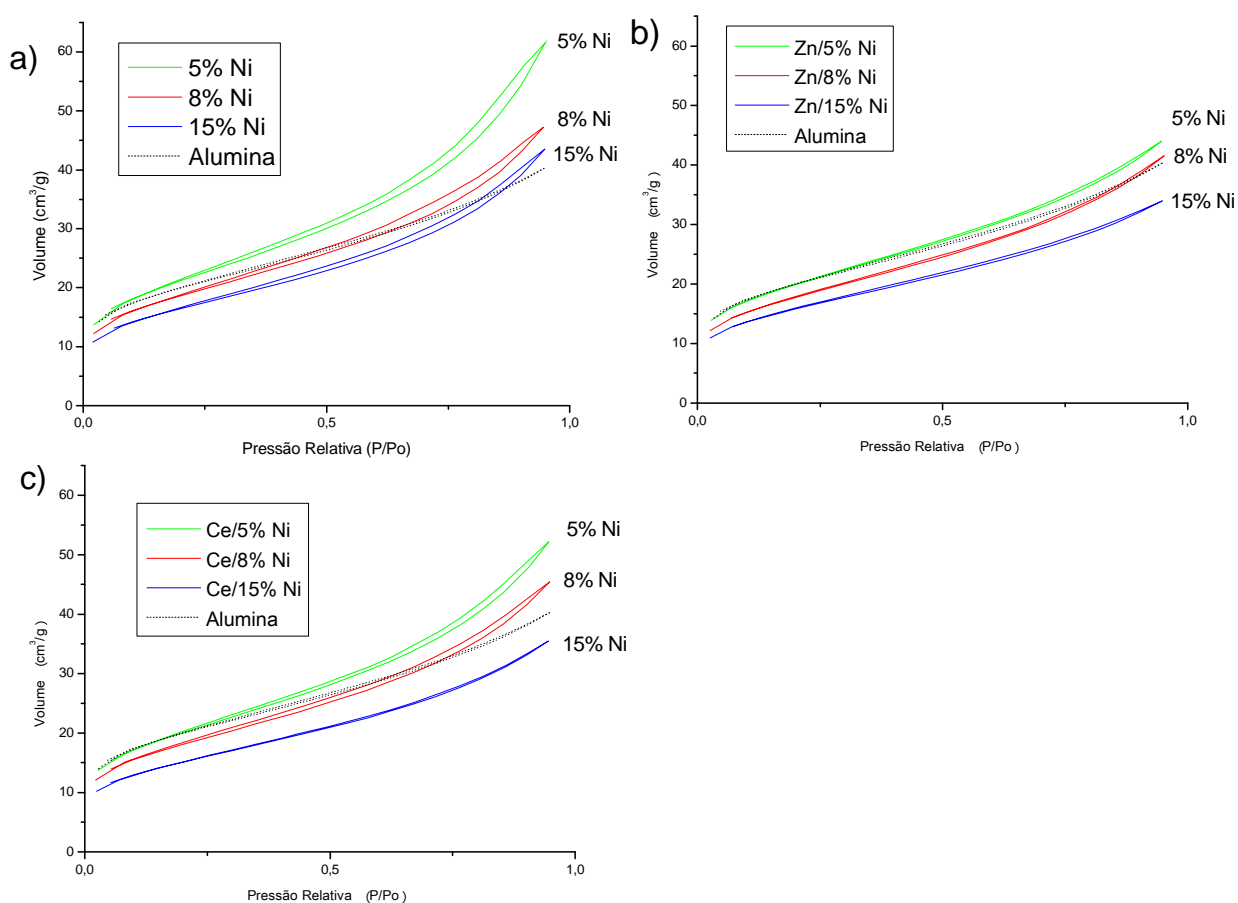 a)
5% Ni
8% Ni
15% Ni
Alumina
5% Ni
8% Ni
15% Ni
Volume (cm³/g)
60
50
40
30
20
10
0
0,0
0,5
1,0
Pressão Relativa (P/Po)
b)
Zn/5% Ni
Zn/8% Ni
Zn/15% Ni
Alumina
5% Ni
8% Ni
15% Ni
Volume (cm³/g)
60
50
40
30
20
10
0
0,0
0,5
1,0
Pressão Relativa (P/Po)
c)
Ce/5% Ni
Ce/8% Ni
Ce/15% Ni
Alumina
5% Ni
8% Ni
15% Ni
Volume (cm³/g)
60
50
40
30
20
10
0
0,0
0,5
1,0
Pressão Relativa (P/Po)